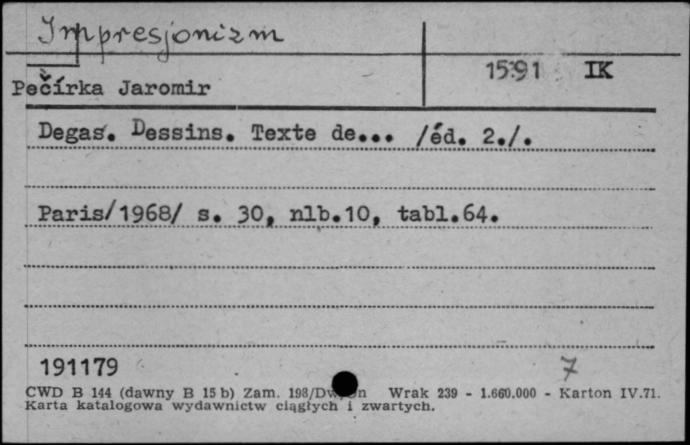 Impresjonizm
1591 IK
Pečírka Jaromir
Degas. Dessins. Texte de... /éd. 2./.
Paris/1968/ s. 30, nlb.10, tabl.64.
191179 7
CWD B 144 (dawny B 15 b) Zam. 198/ Wrak 239 - 1.660.000 - Karton IV.71.
Karta katalogowa wydawnictw ciągłych i zwartych.